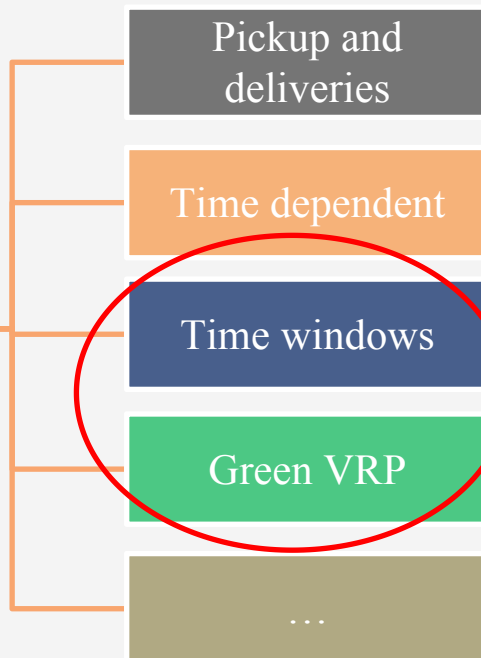 Pickup and
deliveries
Time dependent
Time windows
Green VRP
…